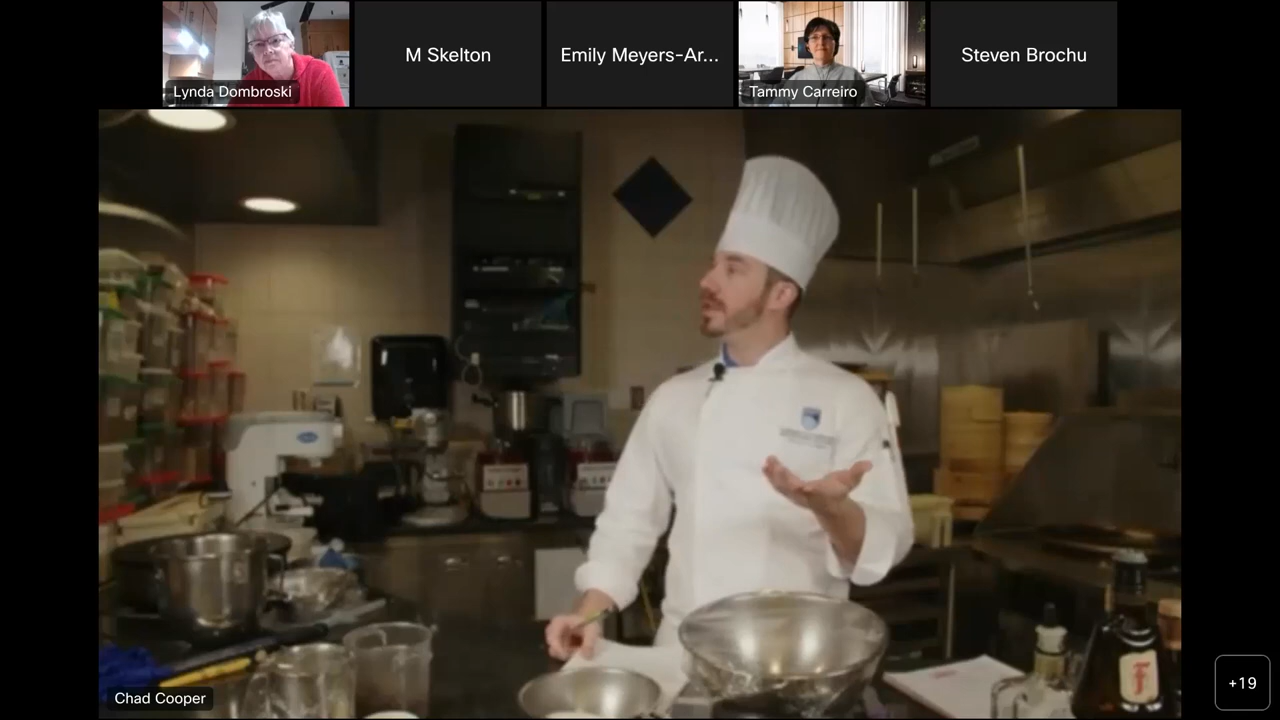 Lynda Dombroski
M Skelton
Emily Meyers-Ar...
Tammy Carreiro
Steven Brochu
Chad Cooper
+19